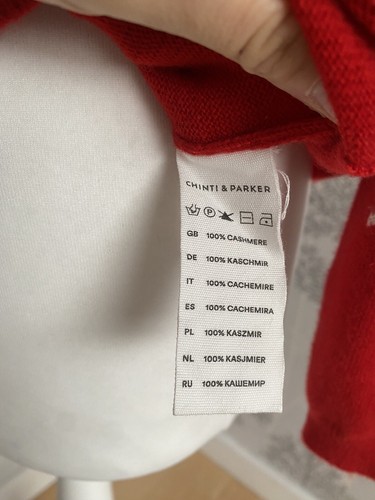 CHINTI & PARKER
GB 100% CASHMERE
DE 100% KASCHMIR
IT 100% CACHEMIRE
ES 100% CACHEMIRA
PL 100% KASZMIR
NL 100% KASJMIER
RU 100% КАШЕМИР